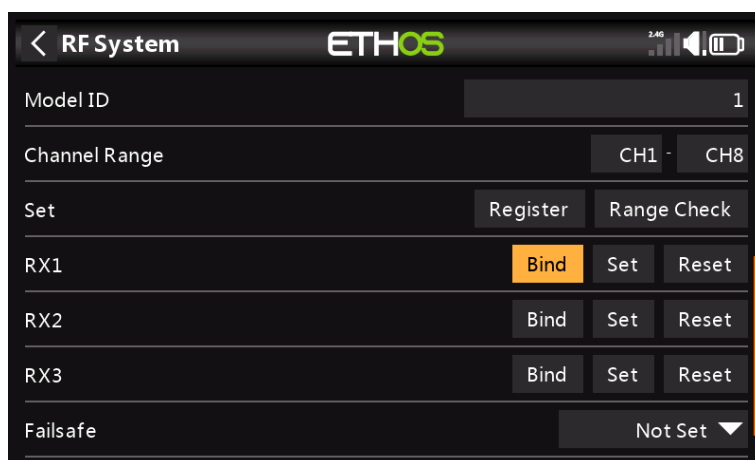 RF System ETHOS 2.4G
Model ID 1
Channel Range CH1 - CH8
Set Register Range Check
RX1 Bind Set Reset
RX2 Bind Set Reset
RX3 Bind Set Reset
Failsafe Not Set